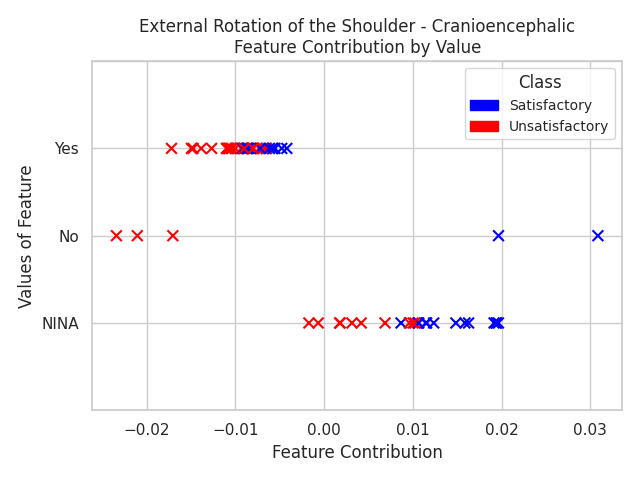 External Rotation of the Shoulder - Cranioencephalic
Feature Contribution by Value
Class
Satisfactory
Unsatisfactory
Values of Feature
Yes
No
NINA
−0.02 −0.01 0.00 0.01 0.02 0.03
Feature Contribution